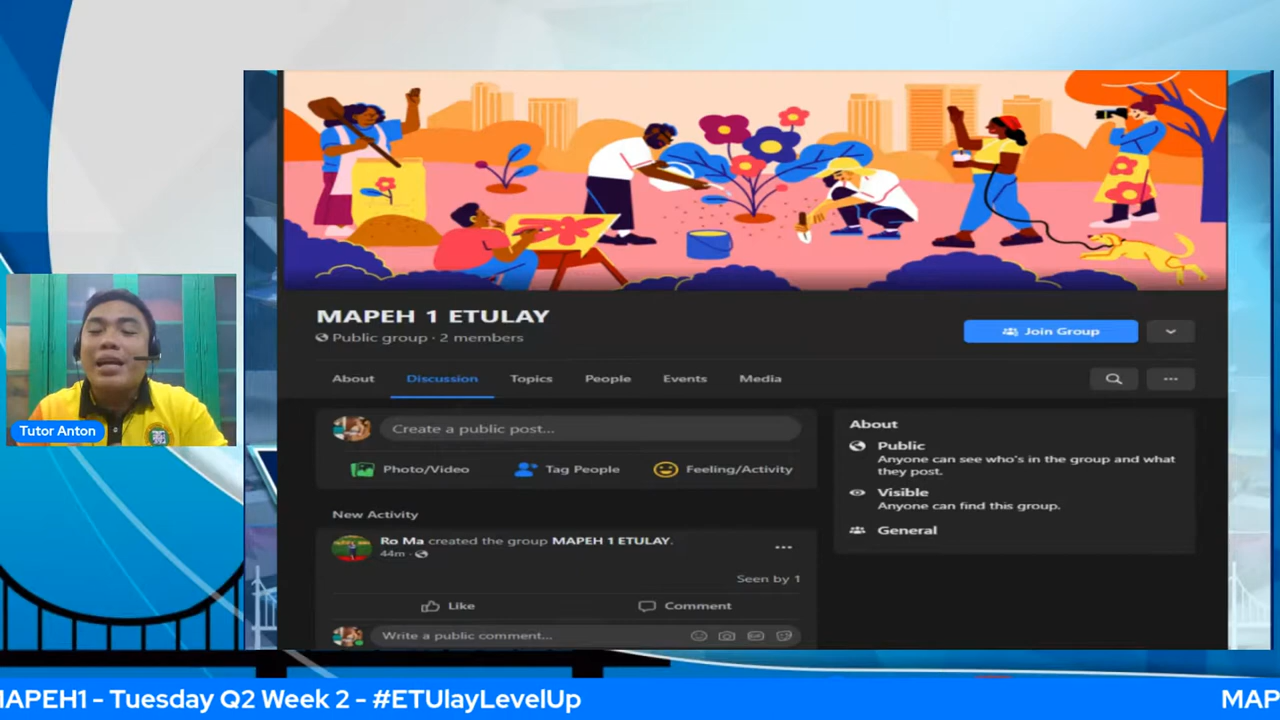 MAPEH 1 ETULAY
Public group · 2 members
Join Group
About
Discussion
Topics
People
Events
Media
Create a public post...
Photo/Video
Tag People
Feeling/Activity
New Activity
Ro Ma created the group MAPEH 1 ETULAY.
44m ·
Seen by 1
Like
Comment
Write a public comment...
About
Public
Anyone can see who's in the group and what
they post.
Visible
Anyone can find this group.
General
Tutor Anton
MAPEH1 - Tuesday Q2 Week 2 - #ETUlayLevelUp
MAP